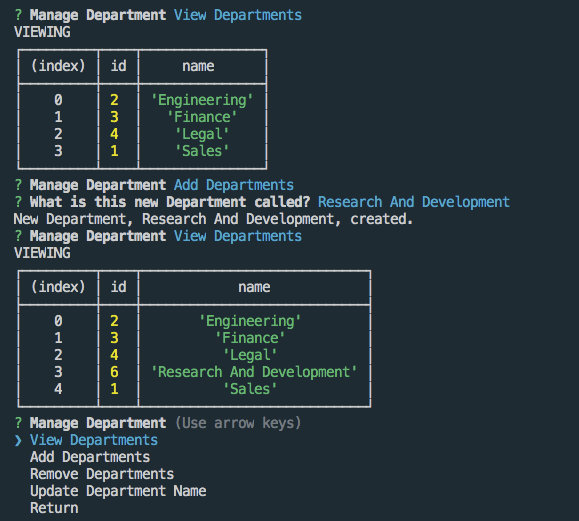 ? Manage Department View Departments
VIEWING
(index) id name
0 2 'Engineering'
1 3 'Finance'
2 4 'Legal'
3 1 'Sales'
? Manage Department Add Departments
? What is this new Department called? Research And Development
New Department, Research And Development, created.
? Manage Department View Departments
VIEWING
(index) id name
0 2 'Engineering'
1 3 'Finance'
2 4 'Legal'
3 6 'Research And Development'
4 1 'Sales'
? Manage Department (Use arrow keys)
❯ View Departments
Add Departments
Remove Departments
Update Department Name
Return